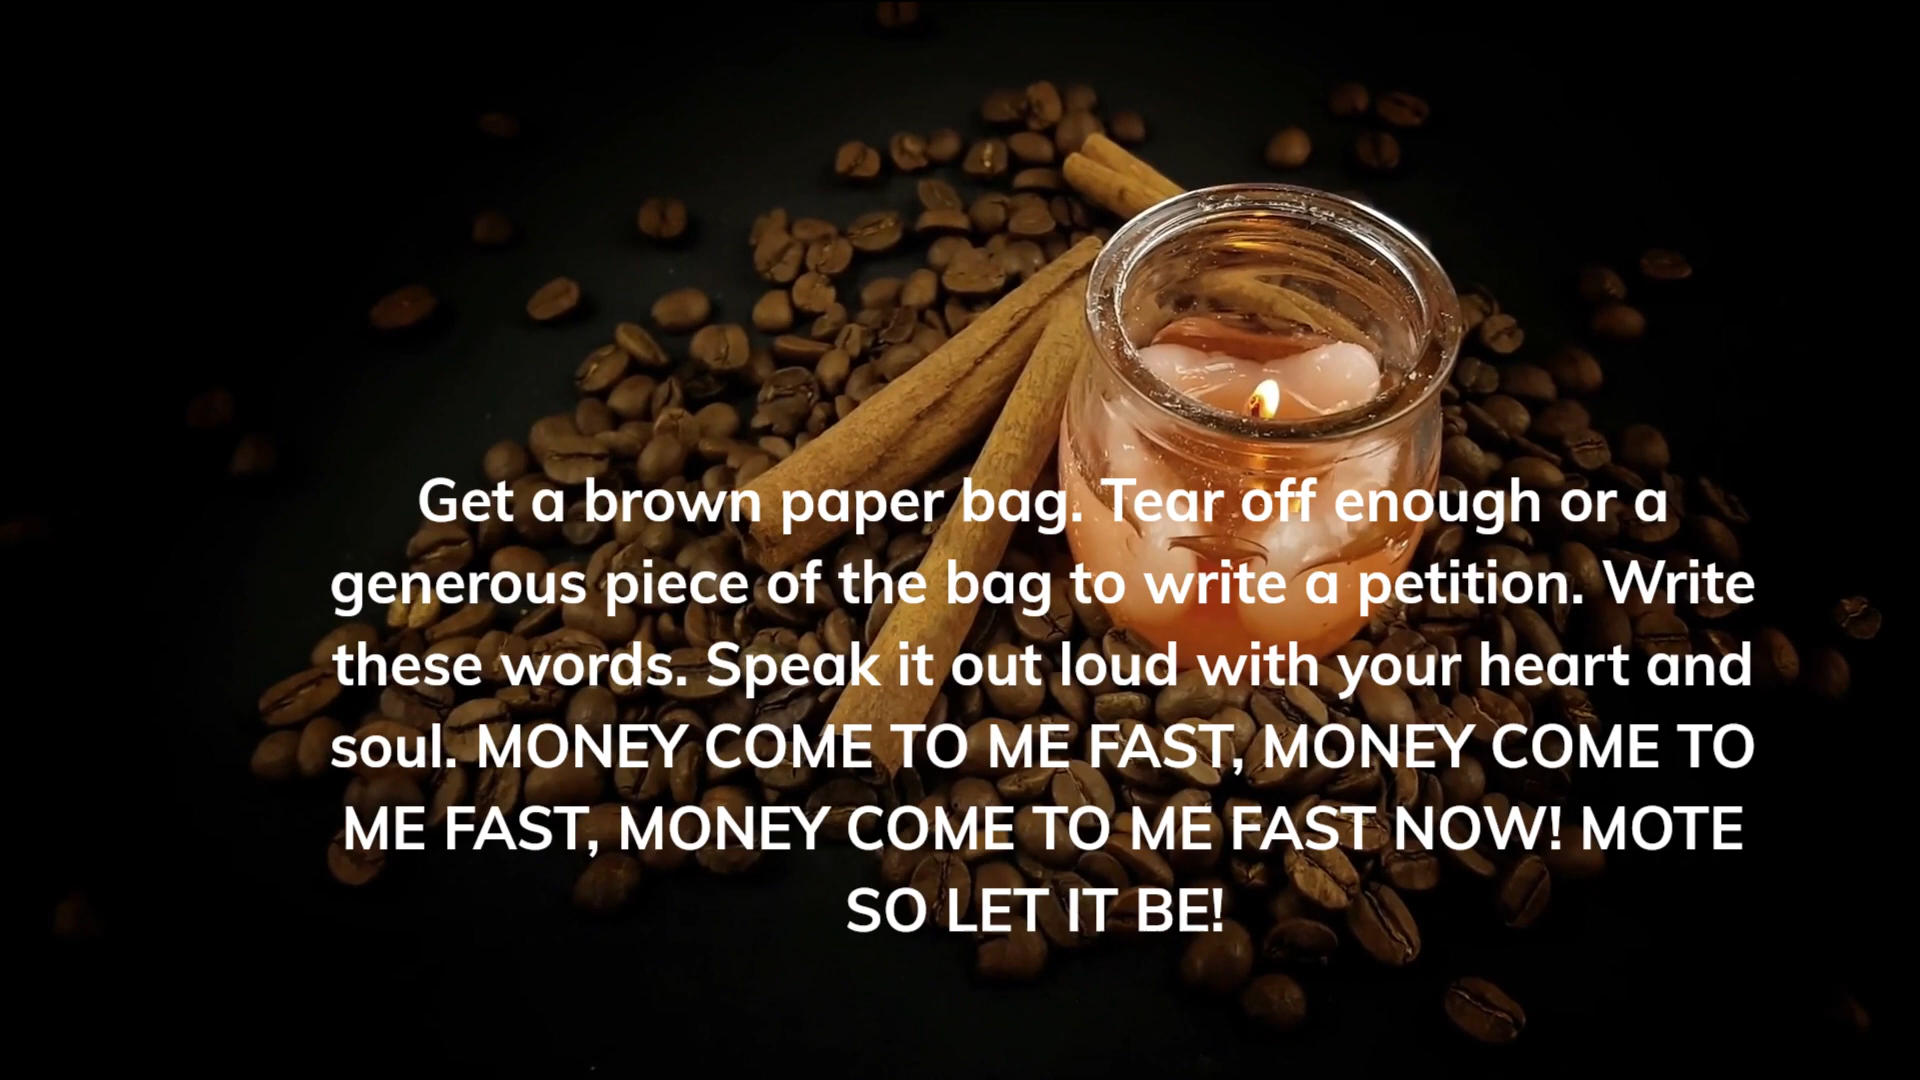 Get a brown paper bag. Tear off enough or a
generous piece of the bag to write a petition. Write
these words. Speak it out loud with your heart and
soul. MONEY COME TO ME FAST, MONEY COME TO
ME FAST, MONEY COME TO ME FAST NOW! MOTE
SO LET IT BE!